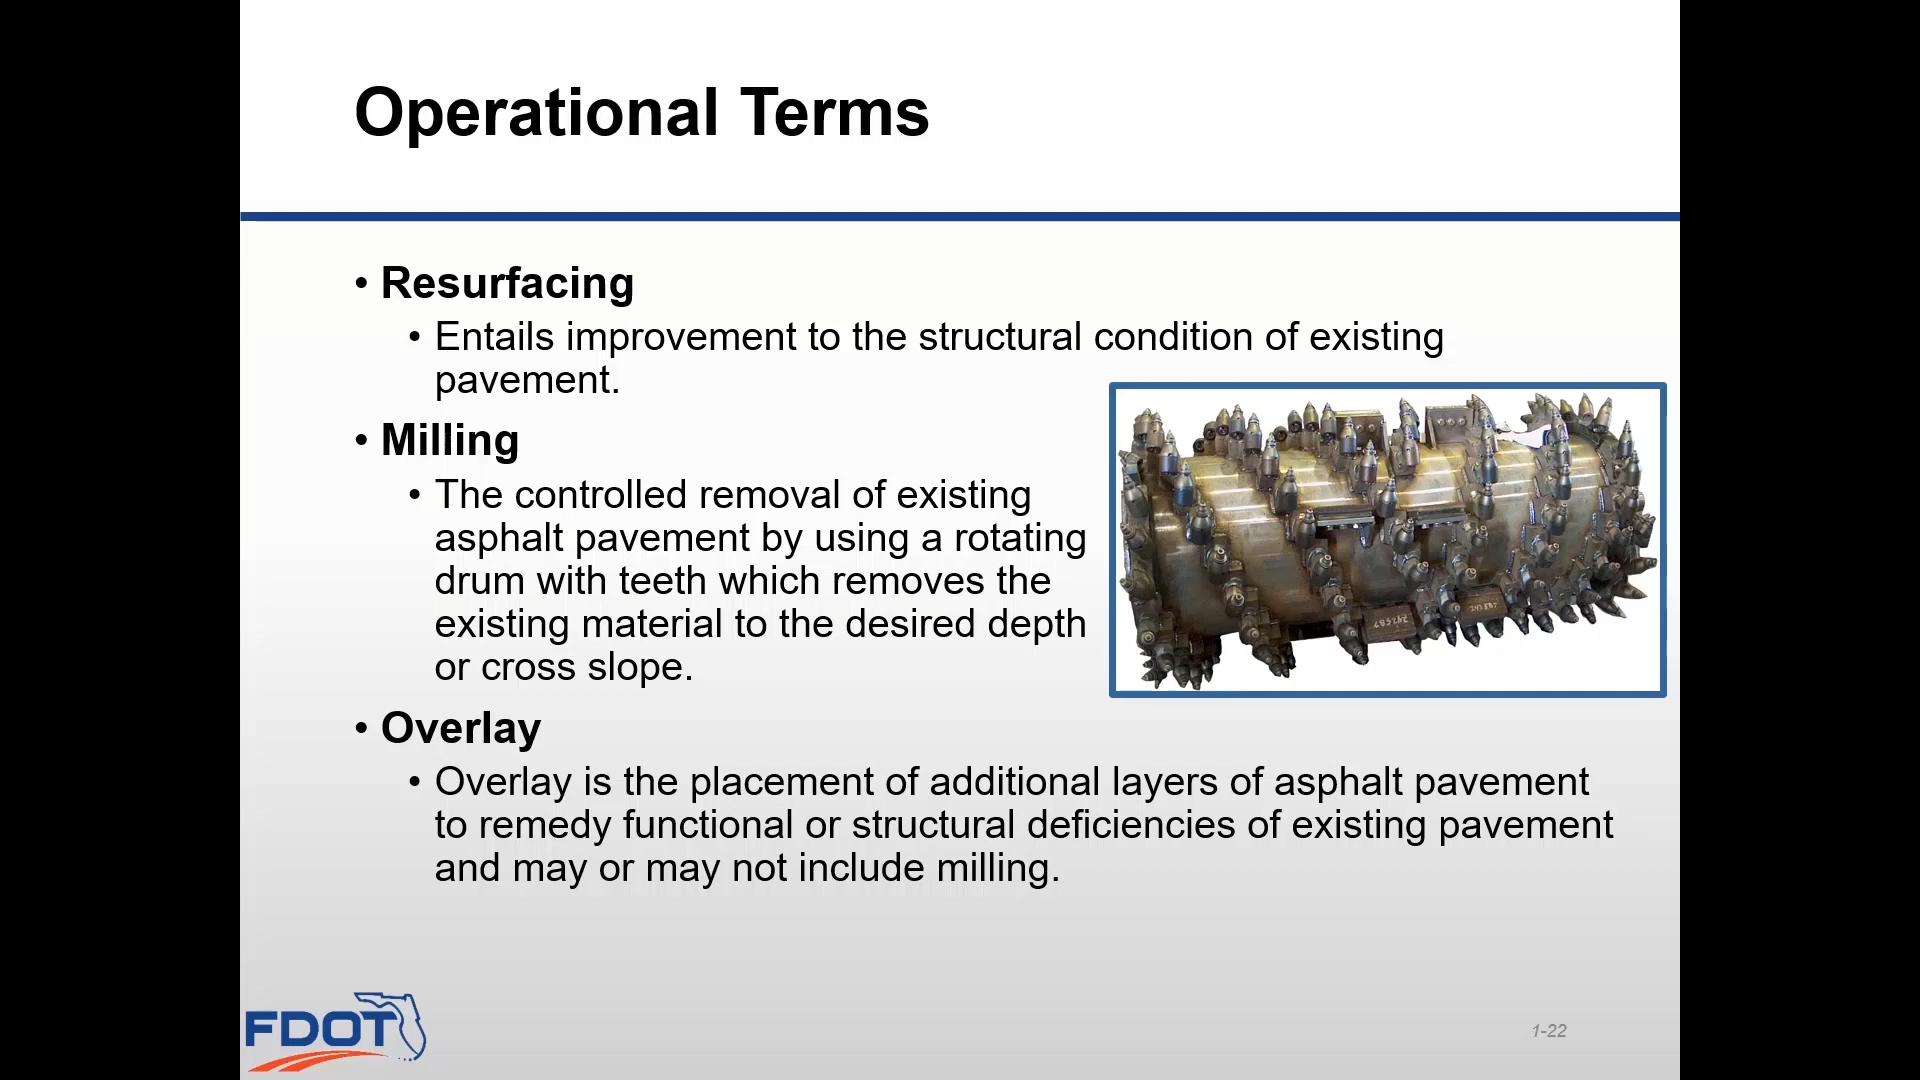 Operational Terms
• Resurfacing
• Entails improvement to the structural condition of existing
pavement.
• Milling
• The controlled removal of existing
asphalt pavement by using a rotating
drum with teeth which removes the
existing material to the desired depth
or cross slope.
• Overlay
• Overlay is the placement of additional layers of asphalt pavement
to remedy functional or structural deficiencies of existing pavement
and may or may not include milling.
FDOT
1-22